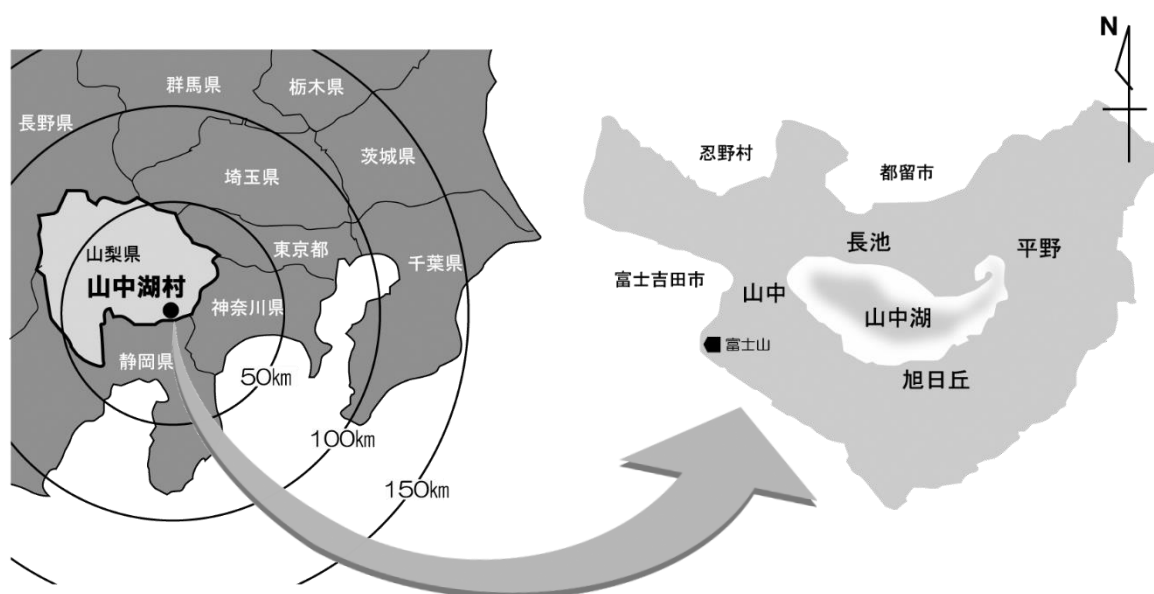 群馬県
栃木県
長野県
茨城県
埼玉県
山梨県
東京都
千葉県
山中湖村
神奈川県
静岡県
50km
100km
150km
N
忍野村
都留市
長池
平野
富士吉田市
山中
山中湖
富士山
旭日丘